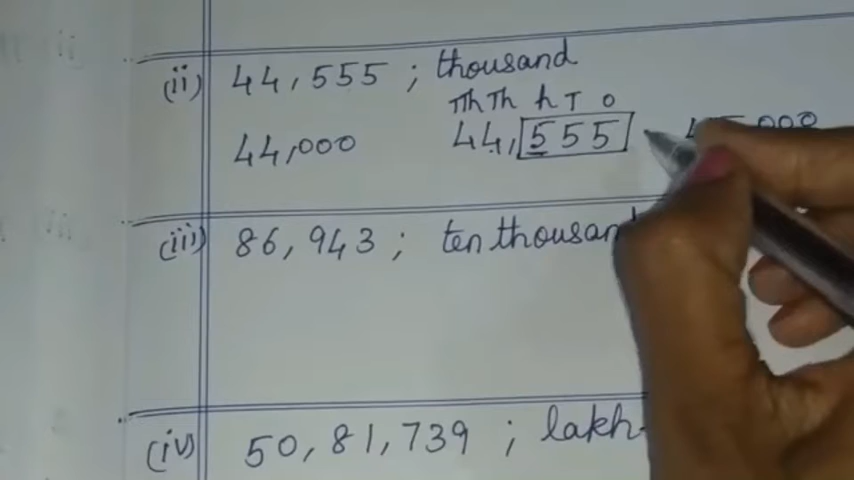 (ii) 44,555 ; thousand
TTh Th h T O
44,000 44,555 000
(iii) 86,943 ; ten
(iv) 50,81,739 ; lakh